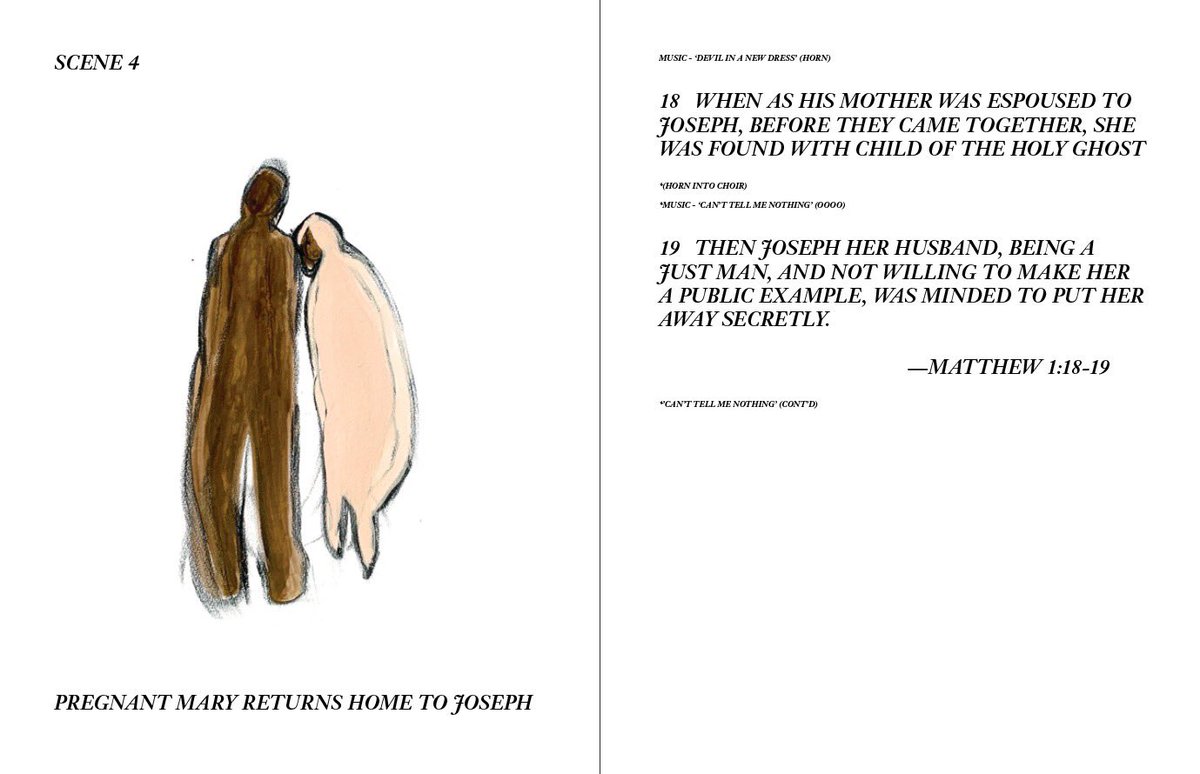 SCENE 4
PREGNANT MARY RETURNS HOME TO JOSEPH
MUSIC - ‘DEVIL IN A NEW DRESS’ (HORN)
18 WHEN AS HIS MOTHER WAS ESPOUSED TO
JOSEPH, BEFORE THEY CAME TOGETHER, SHE
WAS FOUND WITH CHILD OF THE HOLY GHOST
*(HORN INTO CHOIR)
*MUSIC - ‘CAN’T TELL ME NOTHING’ (OOOO)
19 THEN JOSEPH HER HUSBAND, BEING A
JUST MAN, AND NOT WILLING TO MAKE HER
A PUBLIC EXAMPLE, WAS MINDED TO PUT HER
AWAY SECRETLY.
—MATTHEW 1:18-19
*‘CAN’T TELL ME NOTHING’ (CONT’D)